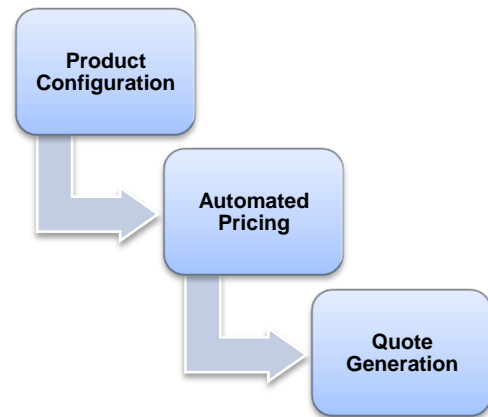 Product
Configuration
Automated
Pricing
Quote
Generation